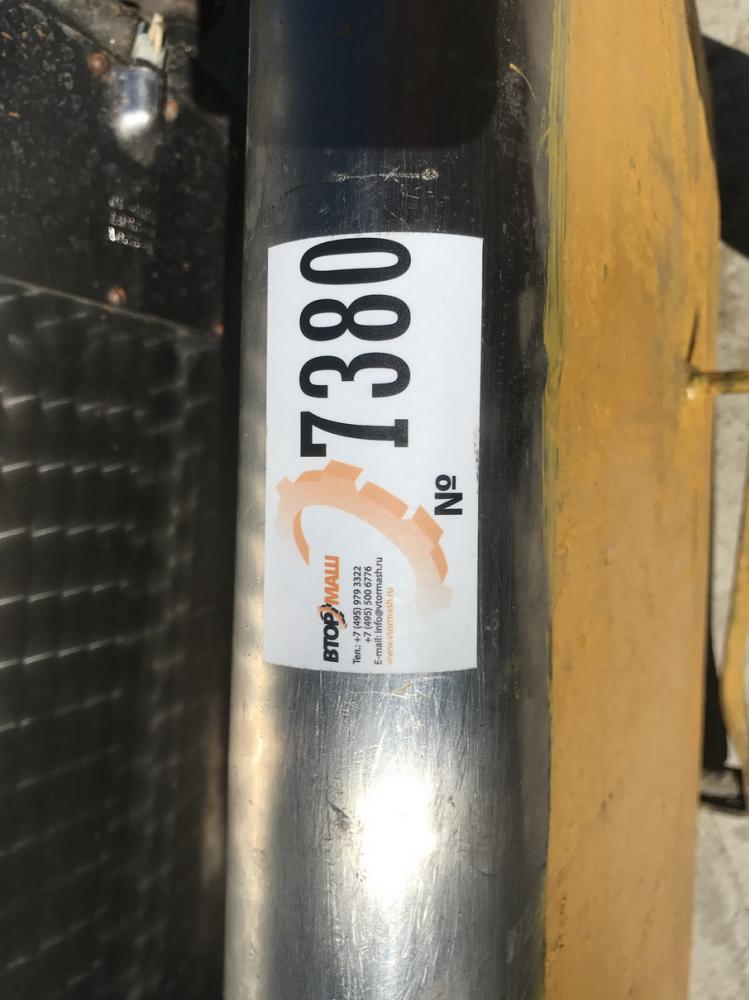 ВТОРМАШ
Тел.: +7 (495) 979 3322
+7 (495) 500 6776
E-mail: info@vtormash.ru
www.vtormash.ru
№
7380